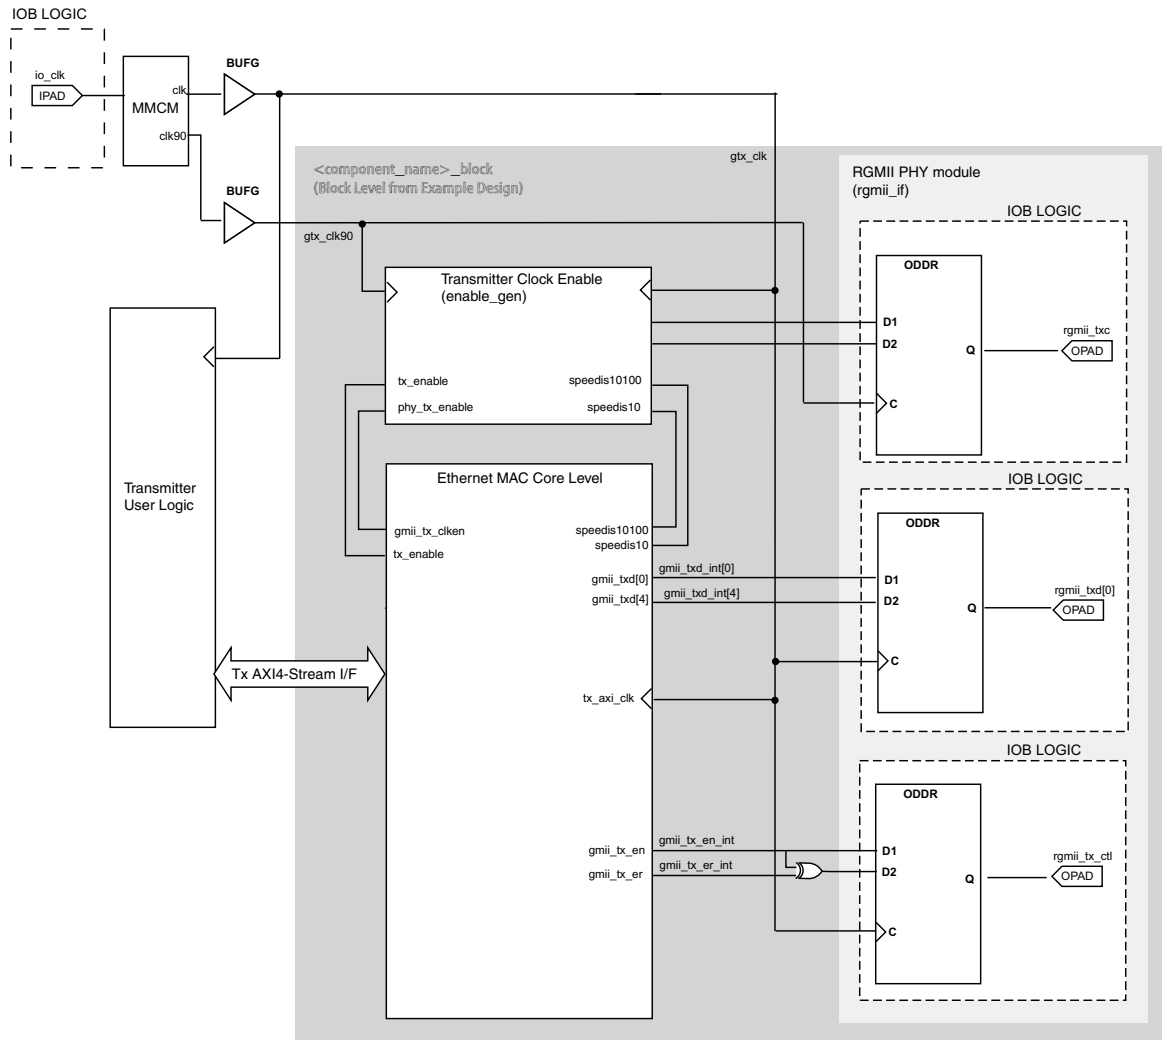 IOB LOGIC
io_clk
IPAD
MMCM
clk
clk90
BUFG
BUFG
gtx_clk
<component_name>_block
(Block Level from Example Design)
gtx_clk90
RGMII PHY module
(rgmii_if)
IOB LOGIC
ODDR
D1
D2
Q
C
rgmii_txc
OPAD
Transmitter Clock Enable
(enable_gen)
tx_enable
phy_tx_enable
speedis10100
speedis10
Transmitter
User Logic
Ethernet MAC Core Level
gmii_tx_clken
tx_enable
speedis10100
speedis10
gmii_txd[0]
gmii_txd[4]
gmii_txd_int[0]
gmii_txd_int[4]
IOB LOGIC
ODDR
D1
D2
Q
C
rgmii_txd[0]
OPAD
Tx AXI4-Stream I/F
tx_axi_clk
gmii_tx_en
gmii_tx_er
gmii_tx_en_int
gmii_tx_er_int
IOB LOGIC
ODDR
D1
D2
Q
C
rgmii_tx_ctl
OPAD